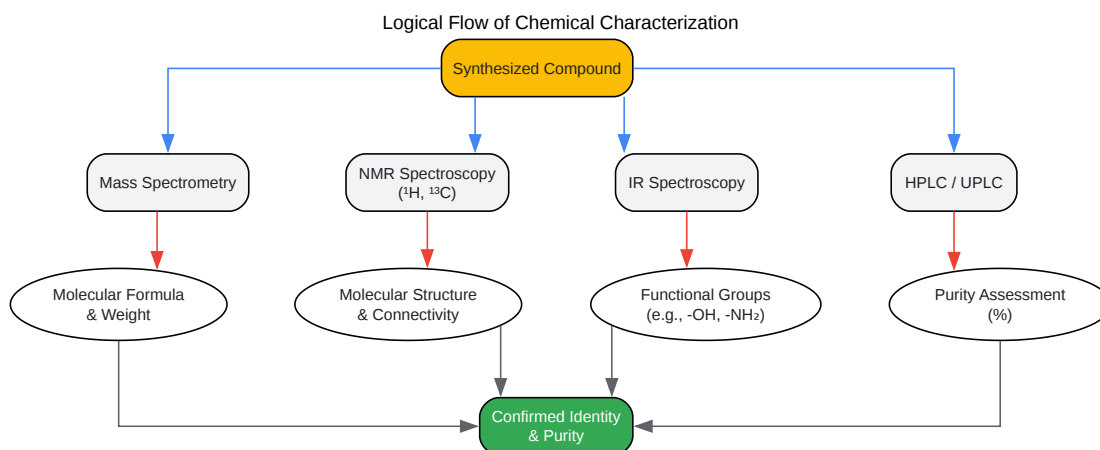 Logical Flow of Chemical Characterization
Synthesized Compound
Mass Spectrometry
NMR Spectroscopy
(¹H, ¹³C)
IR Spectroscopy
HPLC / UPLC
Molecular Formula
& Weight
Molecular Structure
& Connectivity
Functional Groups
(e.g., -OH, -NH₂)
Purity Assessment
(%)
Confirmed Identity
& Purity